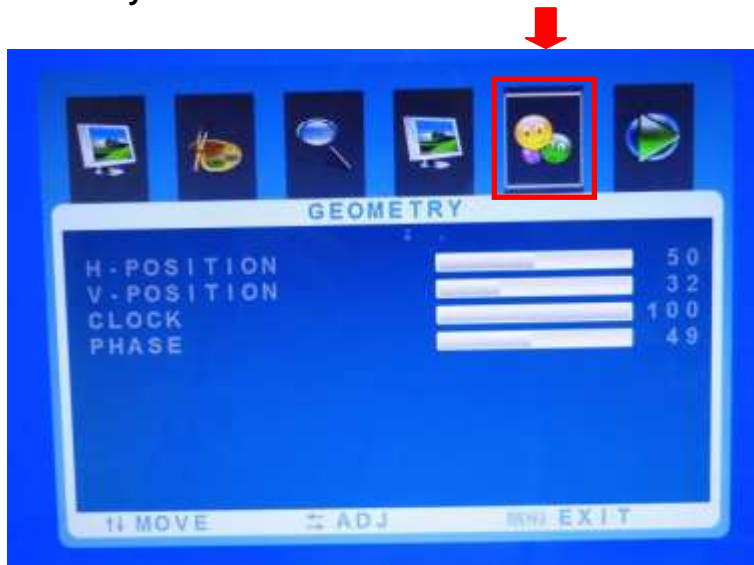 GEOMETRY
H-POSITION 50
V-POSITION 32
CLOCK 100
PHASE 49
↑↓ MOVE ⇆ ADJ MENU EXIT